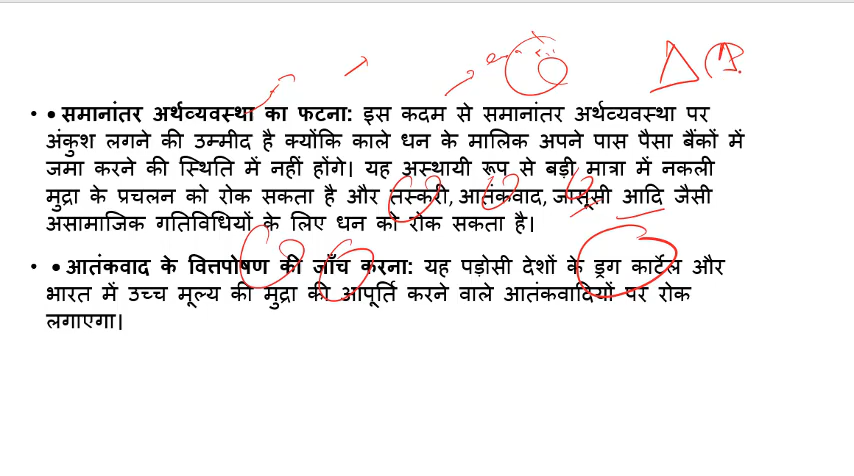 • • समानांतर अर्थव्यवस्था का फटना: इस कदम से समानांतर अर्थव्यवस्था पर
अंकुश लगने की उम्मीद है क्योंकि काले धन के मालिक अपने पास पैसा बैंकों में
जमा करने की स्थिति में नहीं होंगे। यह अस्थायी रूप से बड़ी मात्रा में नकली
मुद्रा के प्रचलन को रोक सकता है और तस्करी, आतंकवाद, जासूसी आदि जैसी
असामाजिक गतिविधियों के लिए धन को रोक सकता है।
• • आतंकवाद के वित्तपोषण की जाँच करना: यह पड़ोसी देशों के ड्रग कार्टेल और
भारत में उच्च मूल्य की मुद्रा की आपूर्ति करने वाले आतंकवादियों पर रोक
लगाएगा।